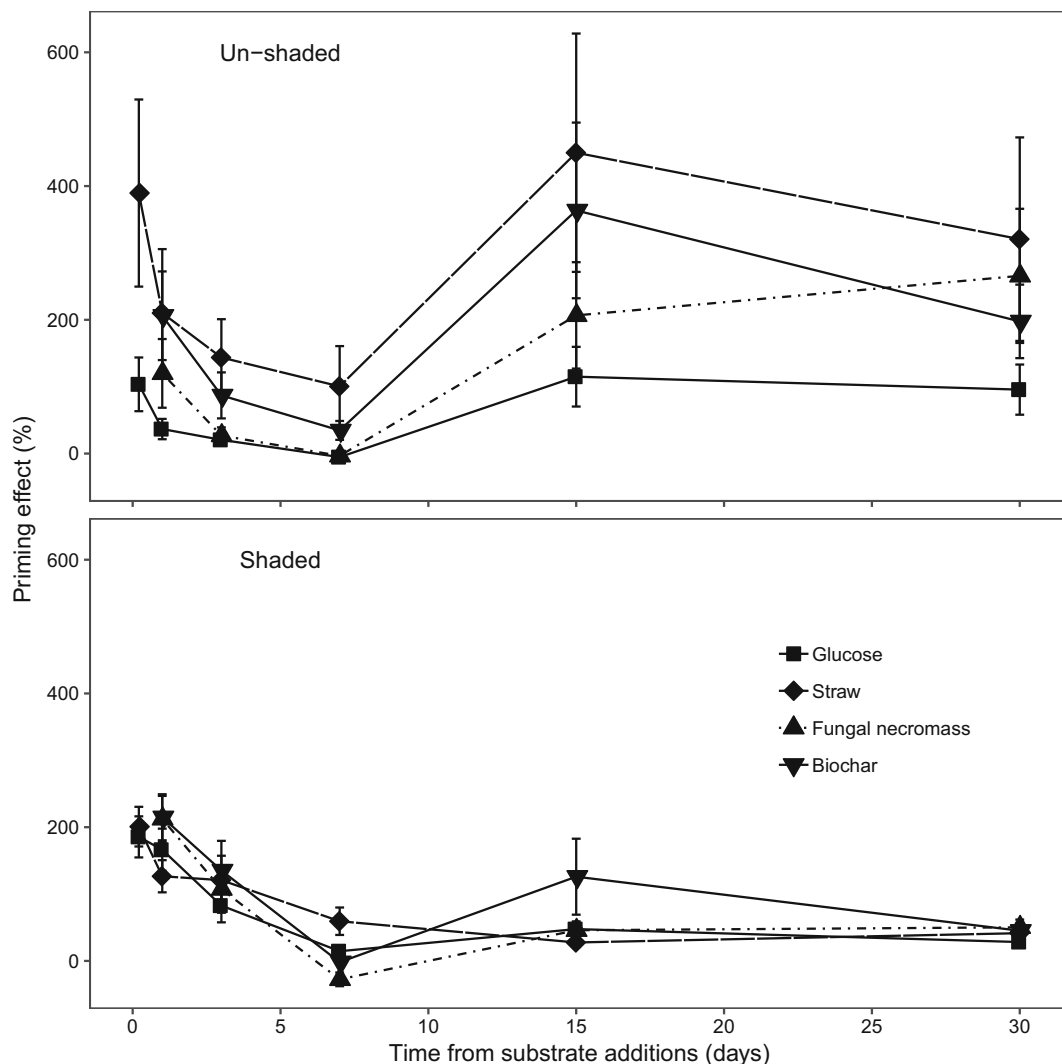 Un−shaded
600
400
200
0
Priming effect (%)
Shaded
600
400
200
0
Glucose
Straw
Fungal necromass
Biochar
0 5 10 15 20 25 30
Time from substrate additions (days)